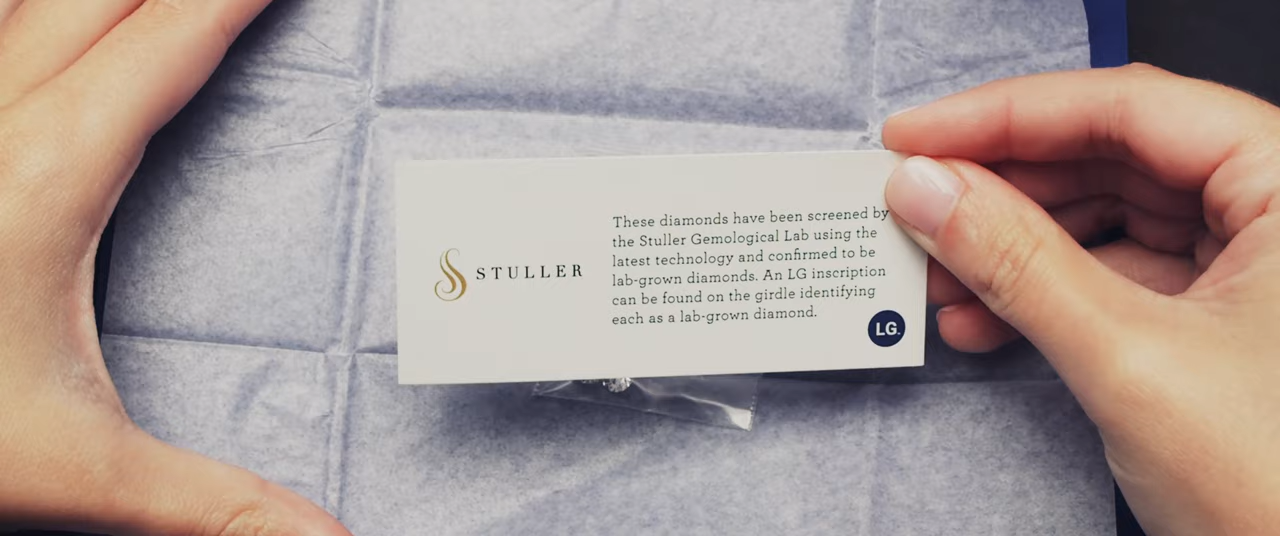 STULLER
These diamonds have been screened by
the Stuller Gemological Lab using the
latest technology and confirmed to be
lab-grown diamonds. An LG inscription
can be found on the girdle identifying
each as a lab-grown diamond.
LG.